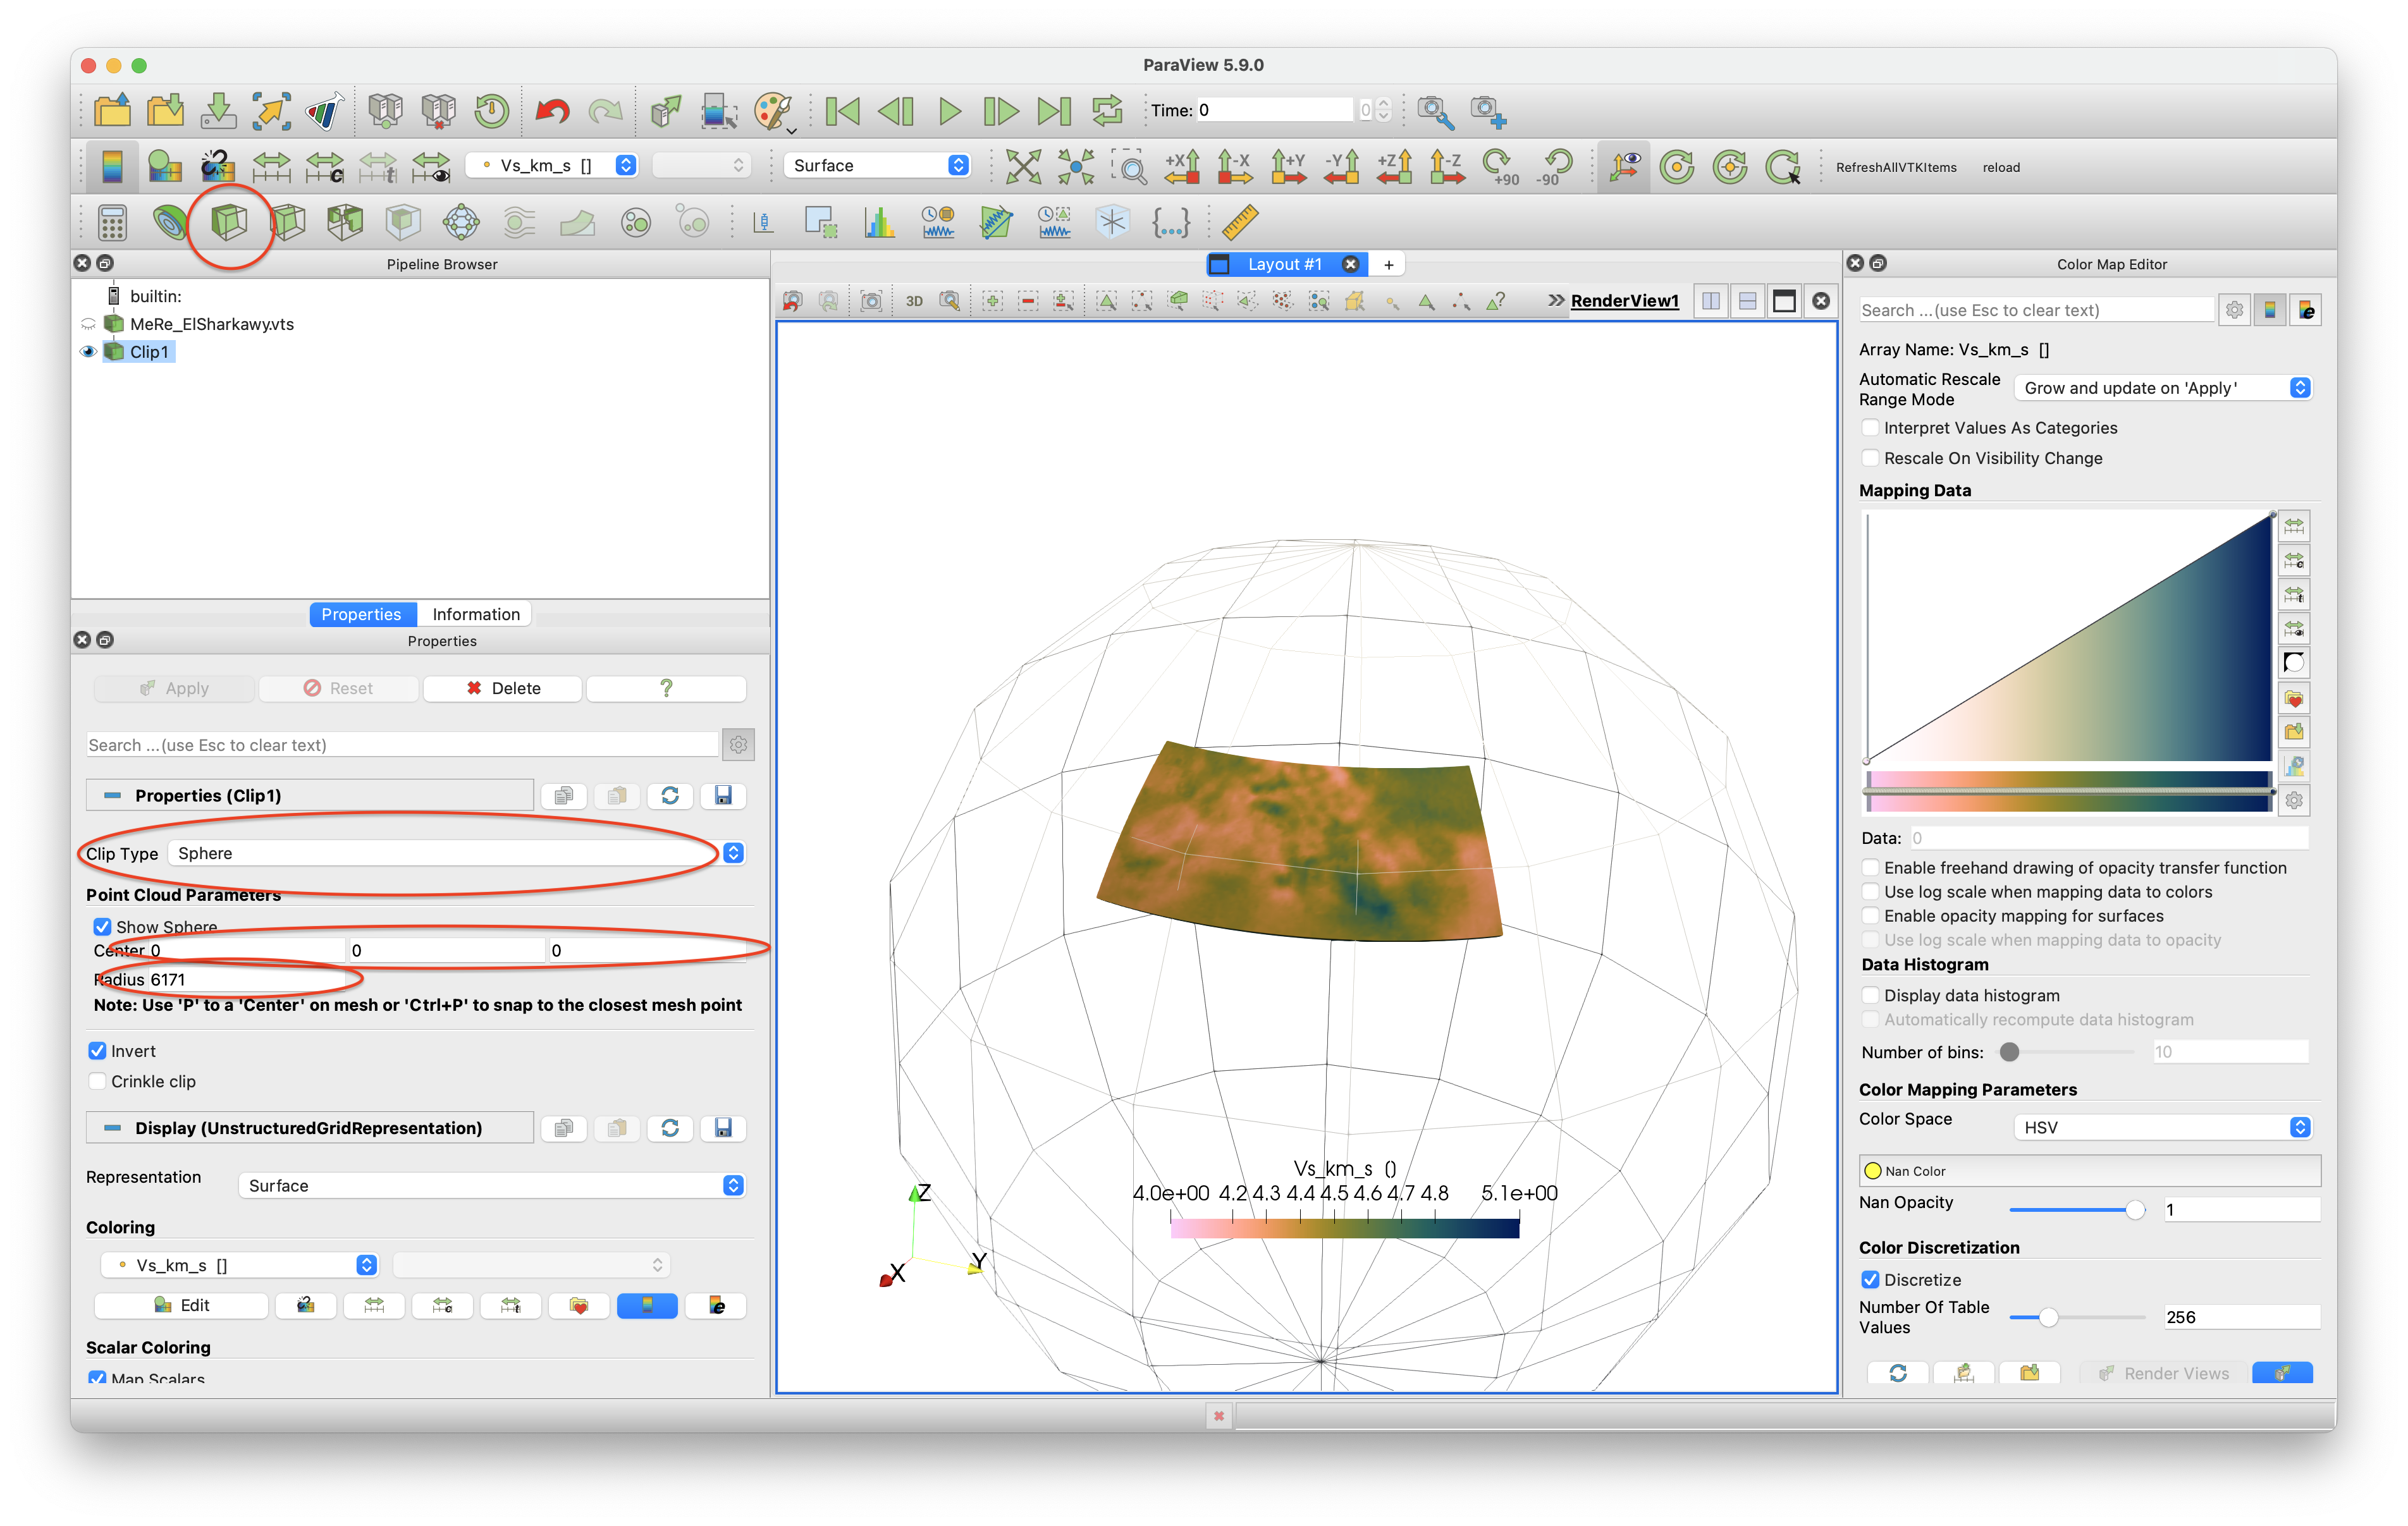 ParaView 5.9.0
Time: 0 0
Vs_km_s [] Surface +X -X +Y -Y +Z -Z +90 -90 RefreshAllVTKItems reload
Pipeline Browser
builtin:
MeRe_ElSharkawy.vts
Clip1
Properties Information
Properties
Apply Reset Delete ?
Search ... (use Esc to clear text)
Properties (Clip1)
Clip Type Sphere
Point Cloud Parameters
Show Sphere
Center 0 0 0
Radius 6171
Note: Use 'P' to a 'Center' on mesh or 'Ctrl+P' to snap to the closest mesh point
Invert
Crinkle clip
Display (UnstructuredGridRepresentation)
Representation Surface
Coloring
Vs_km_s []
Edit
Scalar Coloring
Map Scalars
Layout #1 +
3D RenderView1
Vs_km_s ()
4.0e+00 4.2 4.3 4.4 4.5 4.6 4.7 4.8 5.1e+00
Z
Y
X
Color Map Editor
Search ... (use Esc to clear text)
Array Name: Vs_km_s []
Automatic Rescale
Range Mode
Grow and update on 'Apply'
Interpret Values As Categories
Rescale On Visibility Change
Mapping Data
Data: 0
Enable freehand drawing of opacity transfer function
Use log scale when mapping data to colors
Enable opacity mapping for surfaces
Use log scale when mapping data to opacity
Data Histogram
Display data histogram
Automatically recompute data histogram
Number of bins: 10
Color Mapping Parameters
Color Space HSV
Nan Color
Nan Opacity 1
Color Discretization
Discretize
Number Of Table
Values
256
Render Views